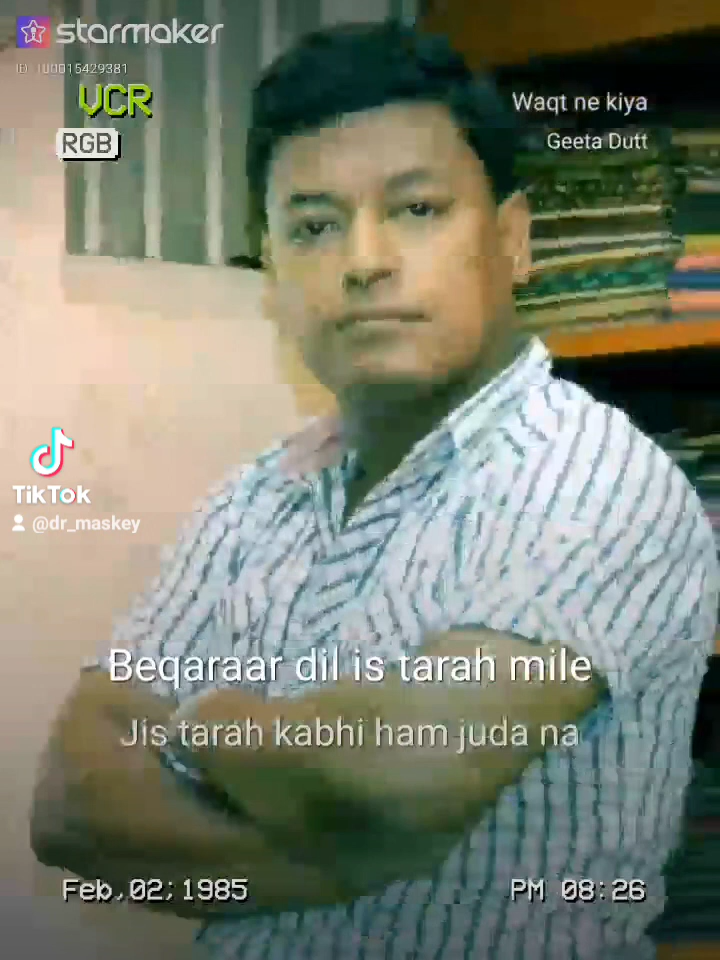 starmaker
ID: 100015429381
VCR
RGB
Waqt ne kiya
Geeta Dutt
TikTok
@dr_maskey
Beqaraar dil is tarah mile
Jis tarah kabhi ham juda na
Feb,02;1985
PM 08:26